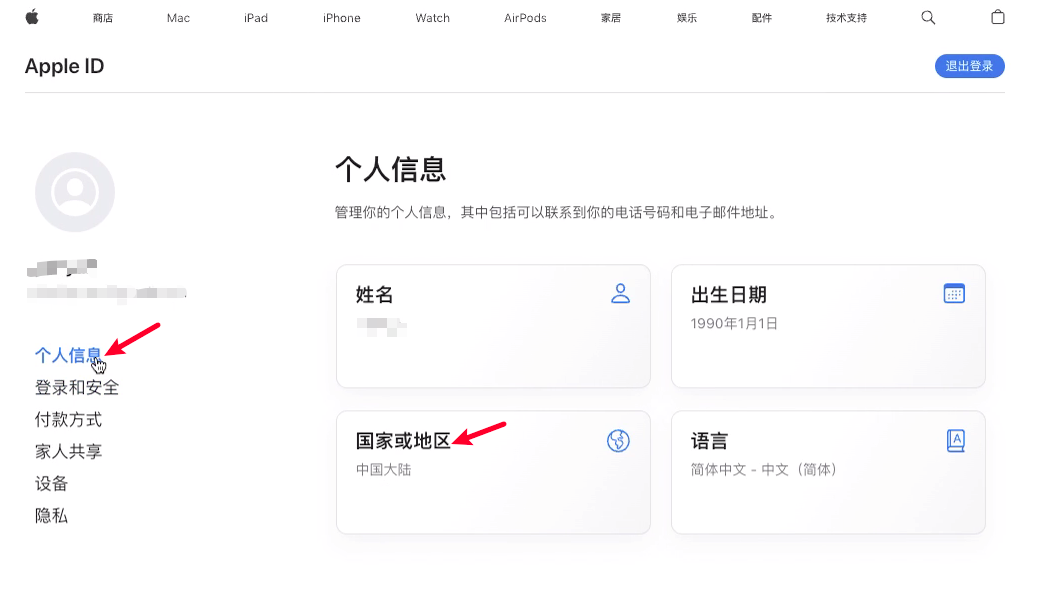 商店 Mac iPad iPhone Watch AirPods 家居 娱乐 配件 技术支持
Apple ID 退出登录
个人信息
管理你的个人信息，其中包括可以联系到你的电话号码和电子邮件地址。
姓名
出生日期
1990年1月1日
个人信息
登录和安全
付款方式
家人共享
设备
隐私
国家或地区
中国大陆
语言
简体中文 - 中文（简体）